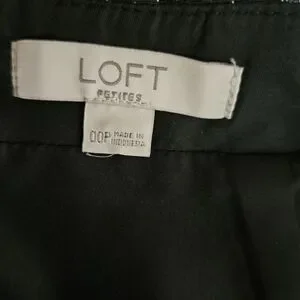 LOFT
PETITES
00P MADE IN
INDONESIA